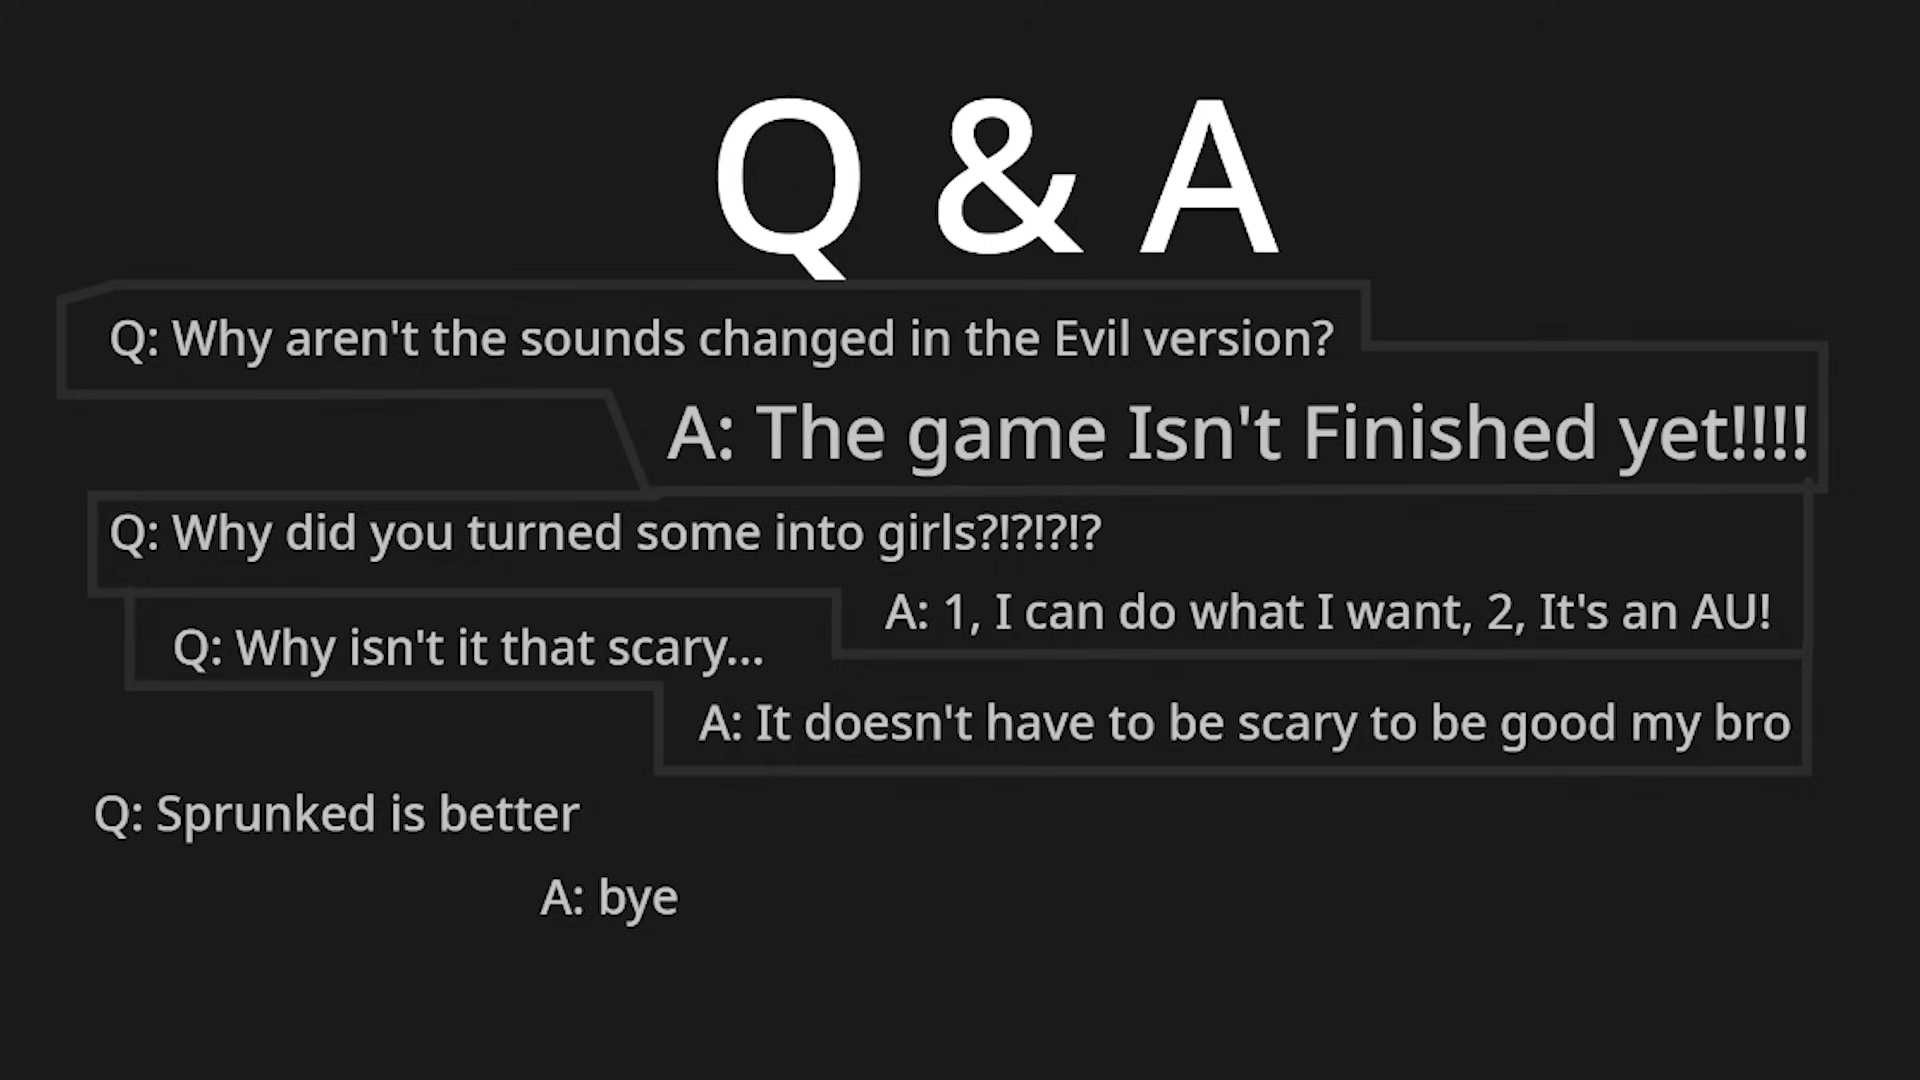 Q & A
Q: Why aren't the sounds changed in the Evil version?
A: The game Isn't Finished yet!!!!
Q: Why did you turned some into girls?!?!?!?
A: 1, I can do what I want, 2, It's an AU!
Q: Why isn't it that scary...
A: It doesn't have to be scary to be good my bro
Q: Sprunked is better
A: bye